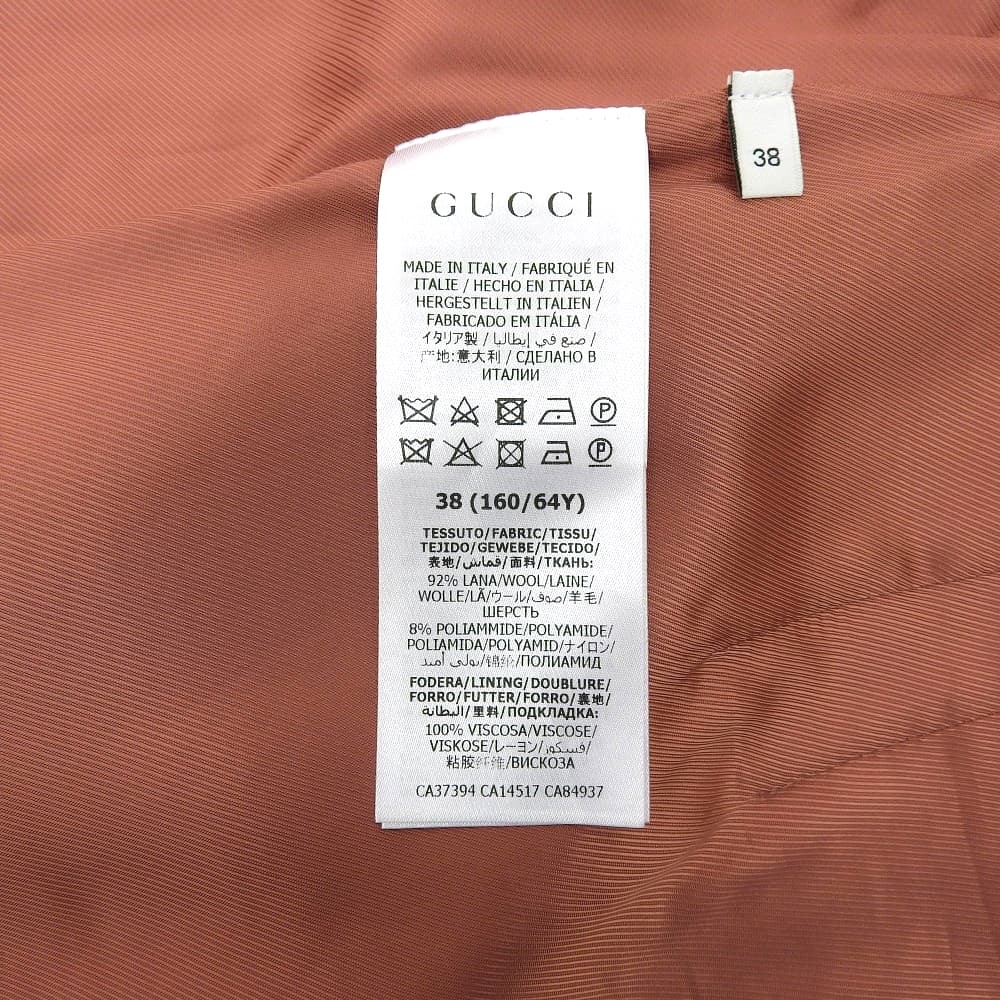 38
GUCCI
MADE IN ITALY / FABRIQUÉ EN
ITALIE / HECHO EN ITALIA /
HERGESTELLT IN ITALIEN /
FABRICADO EM ITÁLIA /
イタリア製 / صنع في إيطاليا /
产地:意大利 / СДЕЛАНО В
ИТАЛИИ
P
P
38 (160/64Y)
TESSUTO/FABRIC/TISSU/
TEJIDO/GEWEBE/TECIDO/
表地/قماش/面料/ТКАНЬ:
92% LANA/WOOL/LAINE/
WOLLE/LÃ/ウール/صوف/羊毛/
ШЕРСТЬ
8% POLIAMMIDE/POLYAMIDE/
POLIAMIDA/POLYAMID/ナイロン/
بولي أميد/锦纶/ПОЛИАМИД
FODERA/LINING/DOUBLURE/
FORRO/FUTTER/FORRO/裏地/
البطانة/里料/ПОДКЛАДКА:
100% VISCOSA/VISCOSE/
VISKOSE/レーヨン/فسكوز/
粘胶纤维/ВИСКОЗА
CA37394 CA14517 CA84937